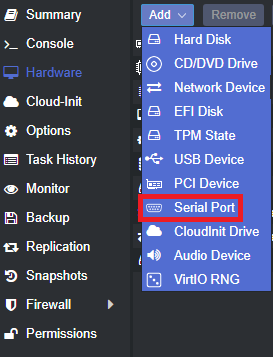 Summary
Console
Hardware
Cloud-Init
Options
Task History
Monitor
Backup
Replication
Snapshots
Firewall
Permissions
Add
Remove
Hard Disk
CD/DVD Drive
Network Device
EFI Disk
TPM State
USB Device
PCI Device
Serial Port
CloudInit Drive
Audio Device
VirtIO RNG